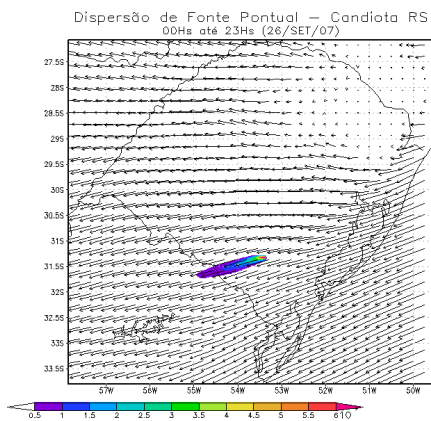 Dispersão de Fonte Pontual – Candiota RS
00Hs até 23Hs (26/SET/07)
27.5S
28S
28.5S
29S
29.5S
30S
30.5S
31S
31.5S
32S
32.5S
33S
33.5S
57W 56W 55W 54W 53W 52W 51W 50W
0.5 1 1.5 2 2.5 3 3.5 4 4.5 5 5.5